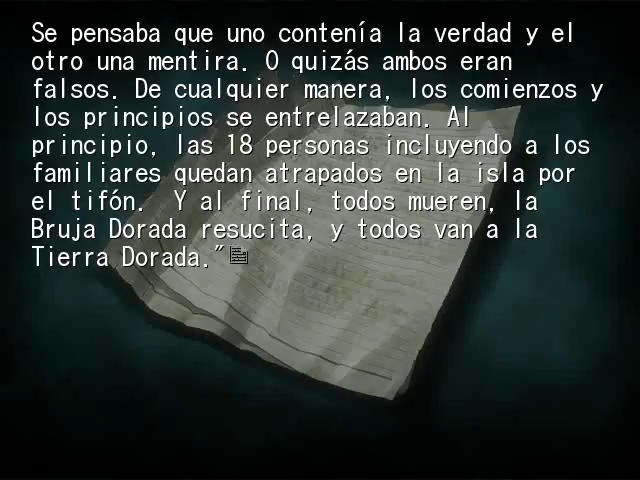 Se pensaba que uno contenía la verdad y el
otro una mentira. O quizás ambos eran
falsos. De cualquier manera, los comienzos y
los principios se entrelazaban. Al
principio, las 18 personas incluyendo a los
familiares quedan atrapados en la isla por
el tifón.  Y al final, todos mueren, la
Bruja Dorada resucita, y todos van a la
Tierra Dorada."